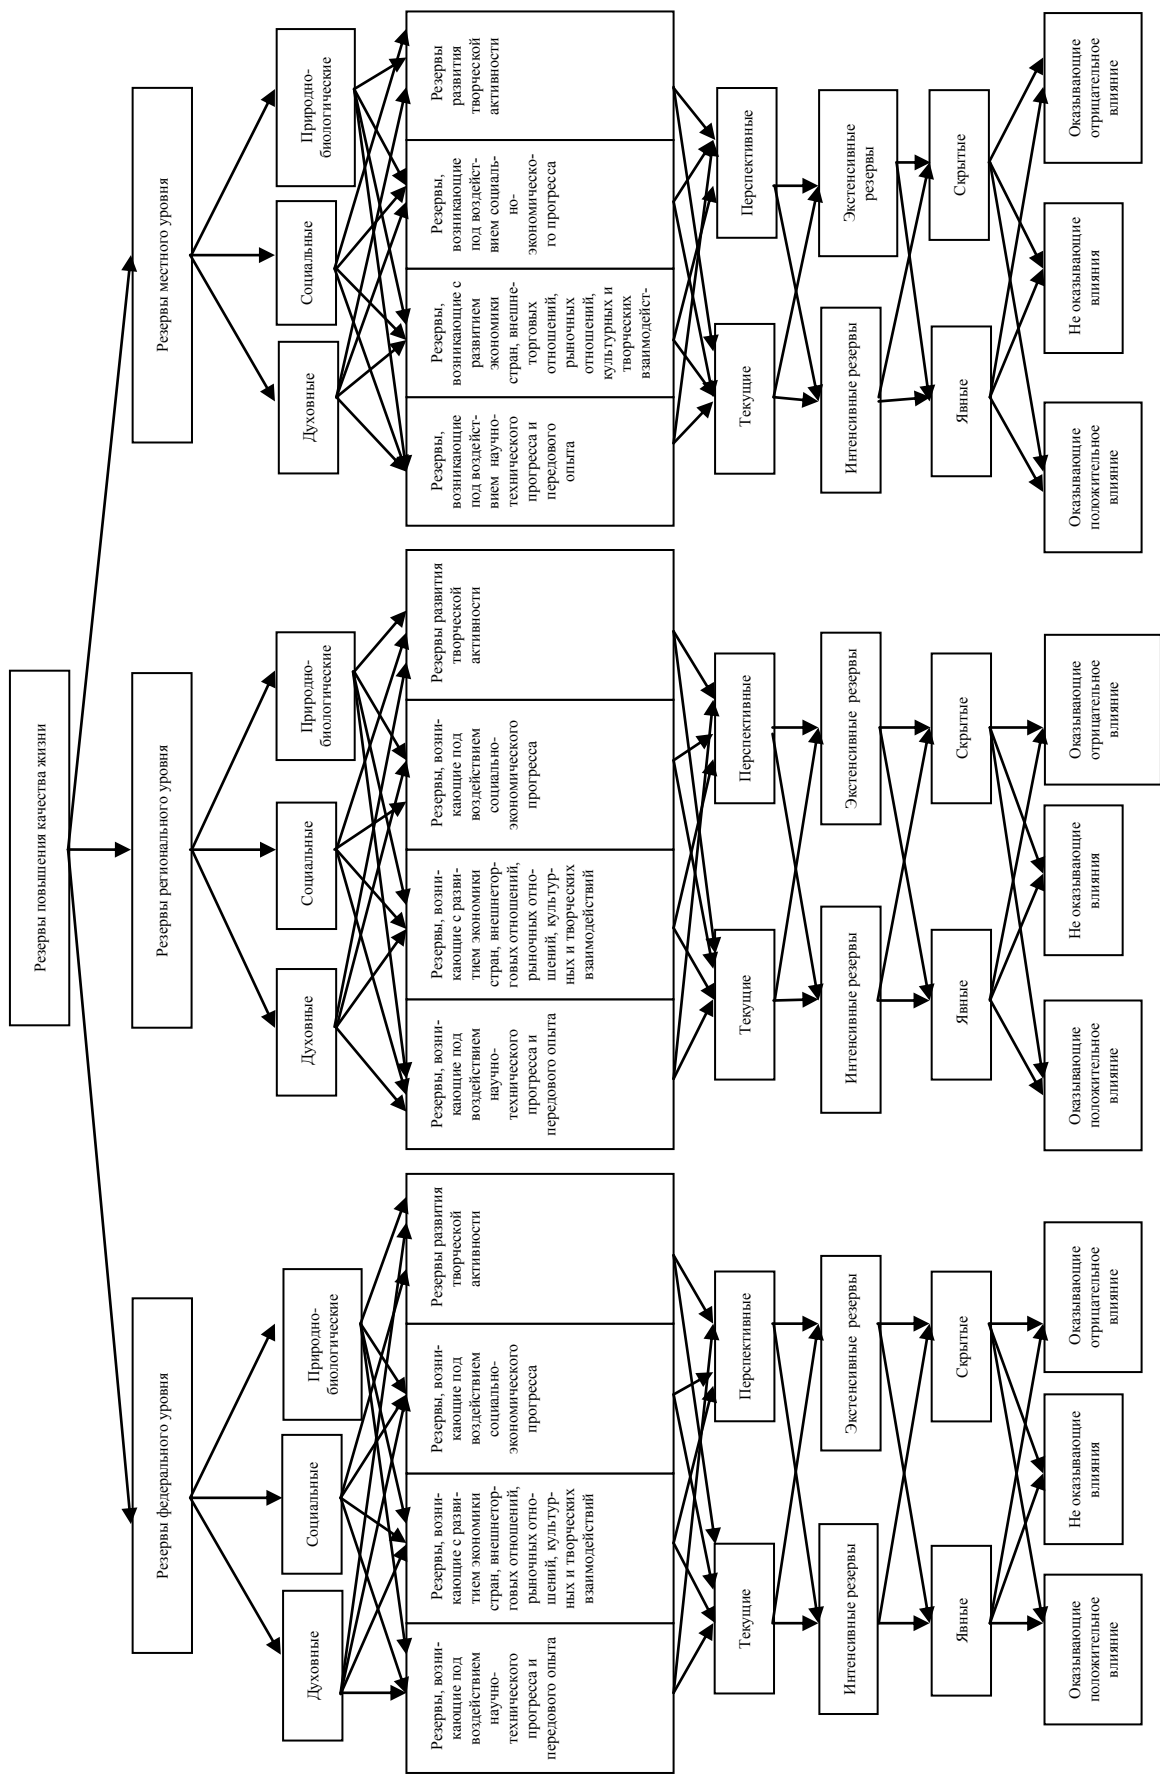 Резервы повышения качества жизни
Резервы федерального уровня
Резервы регионального уровня
Резервы местного уровня
Духовные
Социальные
Природно-
биологические
Духовные
Социальные
Природно-
биологические
Духовные
Социальные
Природно-
биологические
Резервы, возни-
кающие под
воздействием
научно-
технического
прогресса и
передового опыта
Резервы, возни-
кающие с разви-
тием экономики
стран, внешнетор-
говых отношений,
рыночных отно-
шений, культур-
ных и творческих
взаимодействий
Резервы, возни-
кающие под
воздействием
социально-
экономического
прогресса
Резервы развития
творческой
активности
Резервы, возни-
кающие под
воздействием
научно-
технического
прогресса и
передового опыта
Резервы, возни-
кающие с разви-
тием экономики
стран, внешнетор-
говых отношений,
рыночных отно-
шений, культур-
ных и творческих
взаимодействий
Резервы, возни-
кающие под
воздействием
социально-
экономического
прогресса
Резервы развития
творческой
активности
Резервы,
возникающие
под воздейст-
вием научно-
технического
прогресса и
передового
опыта
Резервы,
возникающие с
развитием
экономики
стран, внешне-
торговых
отношений,
рыночных
отношений,
культурных и
творческих
взаимодейст-
Резервы,
возникающие
под воздейст-
вием социаль-
но-
экономическо-
го прогресса
Резервы
развития
творческой
активности
Текущие
Перспективные
Текущие
Перспективные
Текущие
Перспективные
Интенсивные резервы
Экстенсивные резервы
Интенсивные резервы
Экстенсивные резервы
Интенсивные резервы
Экстенсивные
резервы
Явные
Скрытые
Явные
Скрытые
Явные
Скрытые
Оказывающие
положительное
влияние
Не оказывающие
влияния
Оказывающие
отрицательное
влияние
Оказывающие
положительное
влияние
Не оказывающие
влияния
Оказывающие
отрицательное
влияние
Оказывающие
положительное
влияние
Не оказывающие
влияния
Оказывающие
отрицательное
влияние